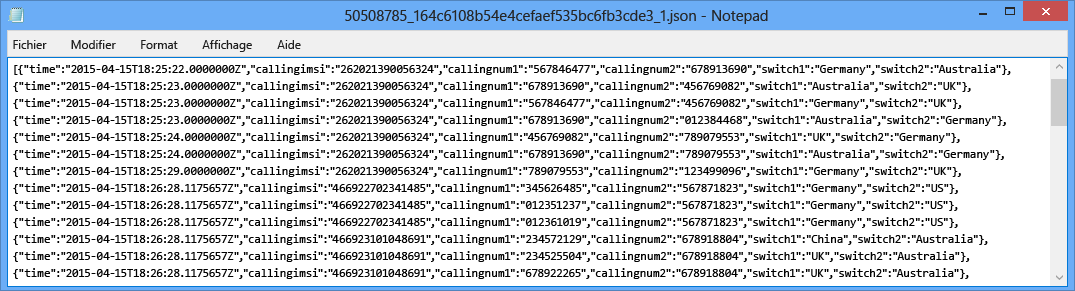 50508785_164c6108b54e4cefaef535bc6fb3cde3_1.json - Notepad
Fichier Modifier Format Affichage Aide
[{"time":"2015-04-15T18:25:22.0000000Z","callingimsi":"262021390056324","callingnum1":"567846477","callingnum2":"678913690","switch1":"Germany","switch2":"Australia"},
{"time":"2015-04-15T18:25:23.0000000Z","callingimsi":"262021390056324","callingnum1":"678913690","callingnum2":"456769082","switch1":"Australia","switch2":"UK"},
{"time":"2015-04-15T18:25:23.0000000Z","callingimsi":"262021390056324","callingnum1":"567846477","callingnum2":"456769082","switch1":"Germany","switch2":"UK"},
{"time":"2015-04-15T18:25:23.0000000Z","callingimsi":"262021390056324","callingnum1":"678913690","callingnum2":"012384468","switch1":"Australia","switch2":"Germany"},
{"time":"2015-04-15T18:25:24.0000000Z","callingimsi":"262021390056324","callingnum1":"456769082","callingnum2":"789079553","switch1":"UK","switch2":"Germany"},
{"time":"2015-04-15T18:25:24.0000000Z","callingimsi":"262021390056324","callingnum1":"678913690","callingnum2":"789079553","switch1":"Australia","switch2":"Germany"},
{"time":"2015-04-15T18:25:29.0000000Z","callingimsi":"262021390056324","callingnum1":"789079553","callingnum2":"123499096","switch1":"Germany","switch2":"UK"},
{"time":"2015-04-15T18:26:28.1175657Z","callingimsi":"466922702341485","callingnum1":"345626485","callingnum2":"567871823","switch1":"Germany","switch2":"US"},
{"time":"2015-04-15T18:26:28.1175657Z","callingimsi":"466922702341485","callingnum1":"012351237","callingnum2":"567871823","switch1":"Germany","switch2":"US"},
{"time":"2015-04-15T18:26:28.1175657Z","callingimsi":"466922702341485","callingnum1":"012361019","callingnum2":"567871823","switch1":"Germany","switch2":"US"},
{"time":"2015-04-15T18:26:28.1175657Z","callingimsi":"466923101048691","callingnum1":"234572129","callingnum2":"678918804","switch1":"China","switch2":"Australia"},
{"time":"2015-04-15T18:26:28.1175657Z","callingimsi":"466923101048691","callingnum1":"234525504","callingnum2":"678918804","switch1":"UK","switch2":"Australia"},
{"time":"2015-04-15T18:26:28.1175657Z","callingimsi":"466923101048691","callingnum1":"678922265","callingnum2":"678918804","switch1":"UK","switch2":"Australia"},